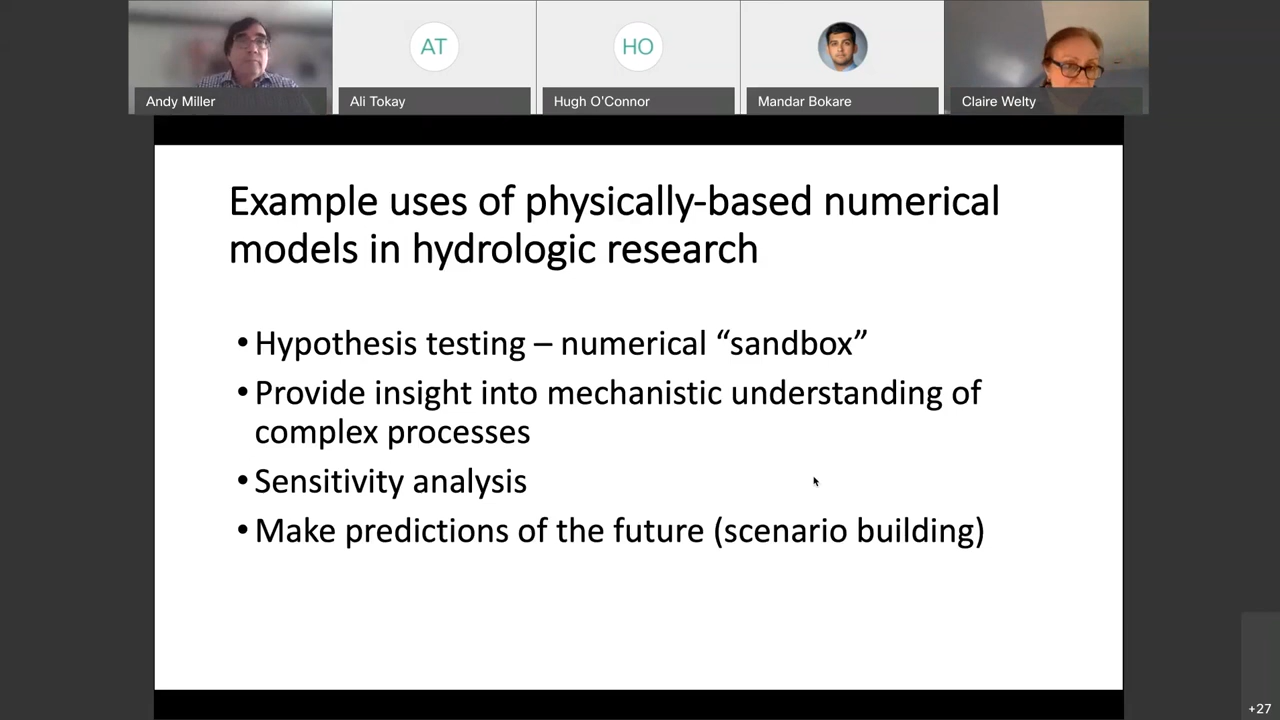 AT
HO
Andy Miller
Ali Tokay
Hugh O'Connor
Mandar Bokare
Claire Welty
Example uses of physically-based numerical
models in hydrologic research
•Hypothesis testing – numerical “sandbox”
•Provide insight into mechanistic understanding of
complex processes
•Sensitivity analysis
•Make predictions of the future (scenario building)
+27